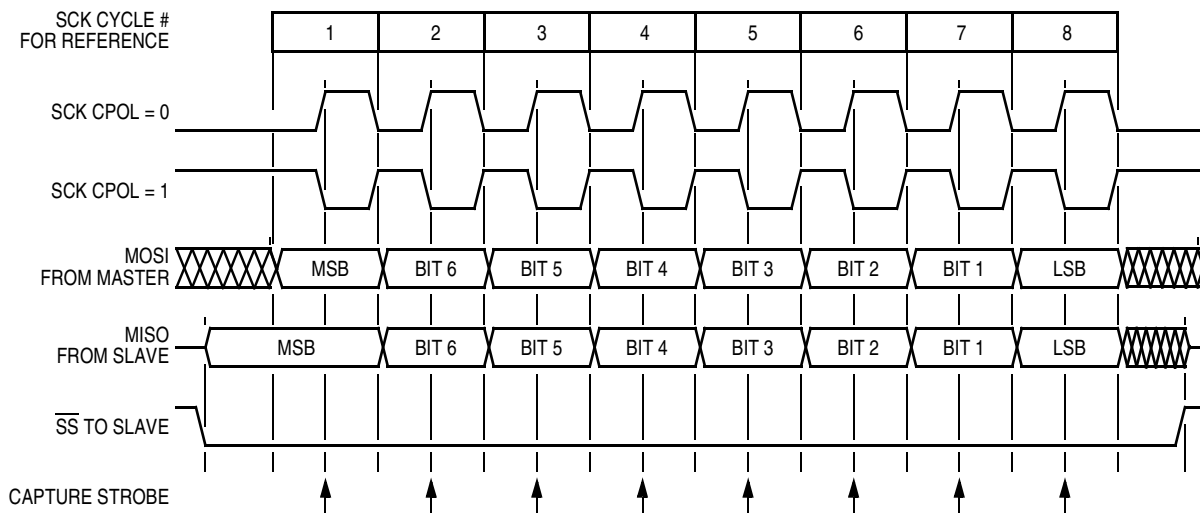 SCK CYCLE #
FOR REFERENCE
1 2 3 4 5 6 7 8
SCK CPOL = 0
SCK CPOL = 1
MOSI
FROM MASTER
MSB BIT 6 BIT 5 BIT 4 BIT 3 BIT 2 BIT 1 LSB
MISO
FROM SLAVE
MSB BIT 6 BIT 5 BIT 4 BIT 3 BIT 2 BIT 1 LSB
S̅S̅ TO SLAVE
CAPTURE STROBE